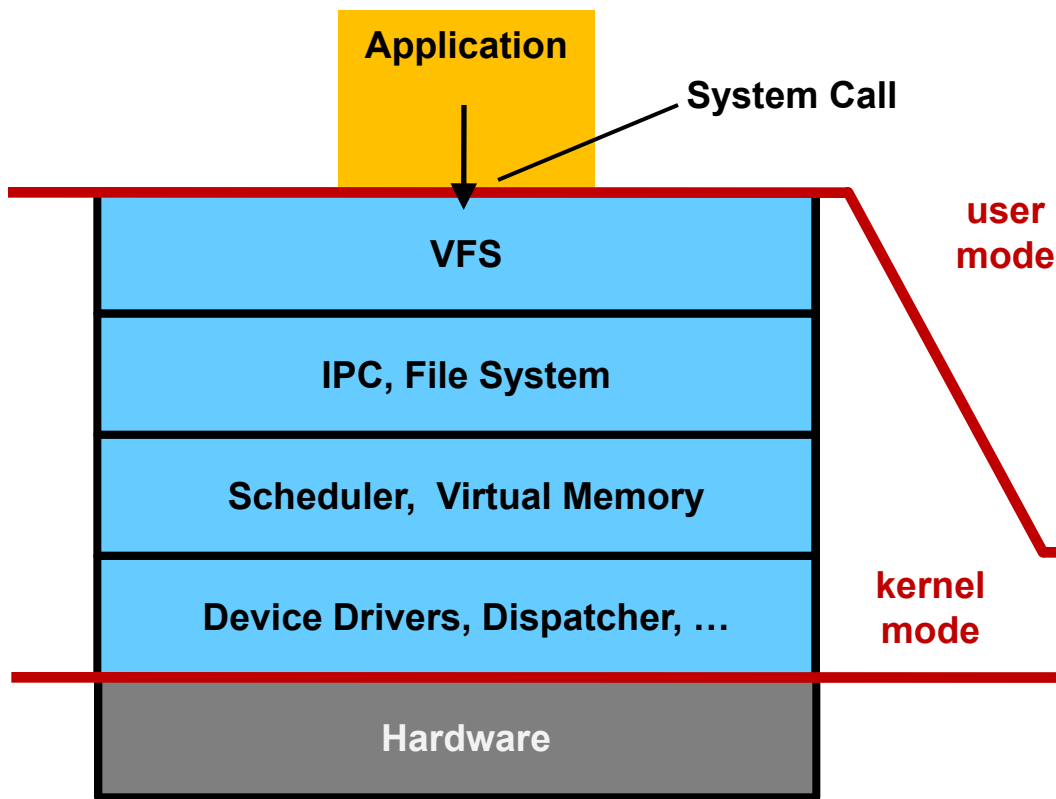 Application
System Call
user
mode
VFS
IPC, File System
Scheduler, Virtual Memory
kernel
mode
Device Drivers, Dispatcher, …
Hardware